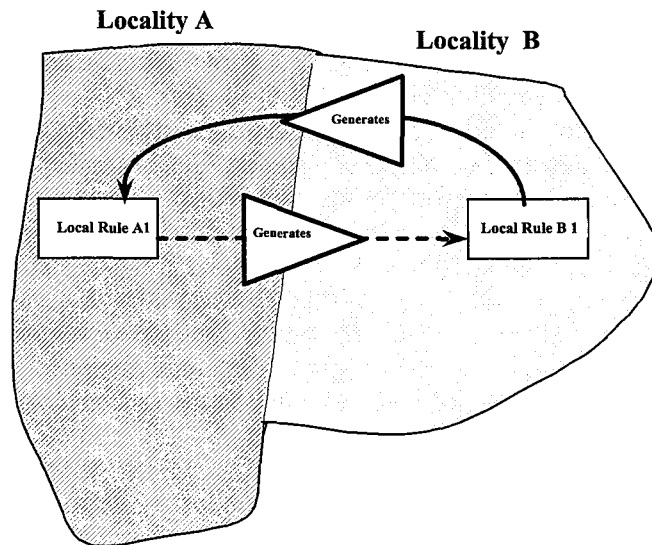 Locality A
Locality B
Generates
Local Rule A1
Generates
Local Rule B 1